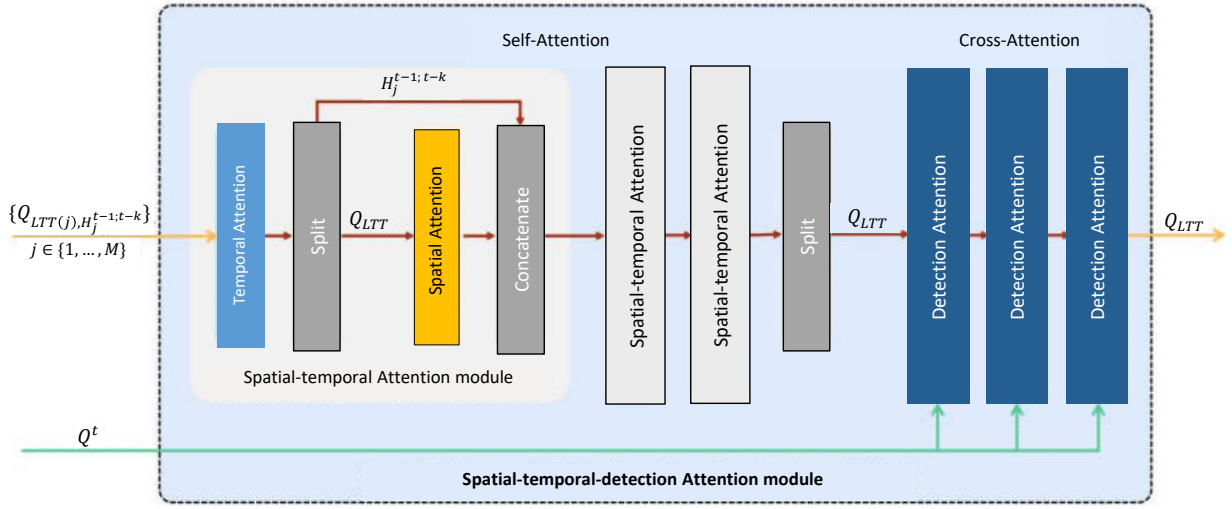 Self-Attention
Cross-Attention
H_j^{t-1; t-k}
Temporal Attention
Split
Q_{LTT}
Spatial Attention
Concatenate
Spatial-temporal Attention
Spatial-temporal Attention
Split
Q_{LTT}
Detection Attention
Detection Attention
Detection Attention
Q_{LTT}
{Q_{LTT(j),H_j^{t-1;t-k}}}
j ∈ {1, … , M}
Spatial-temporal Attention module
Q^t
Spatial-temporal-detection Attention module